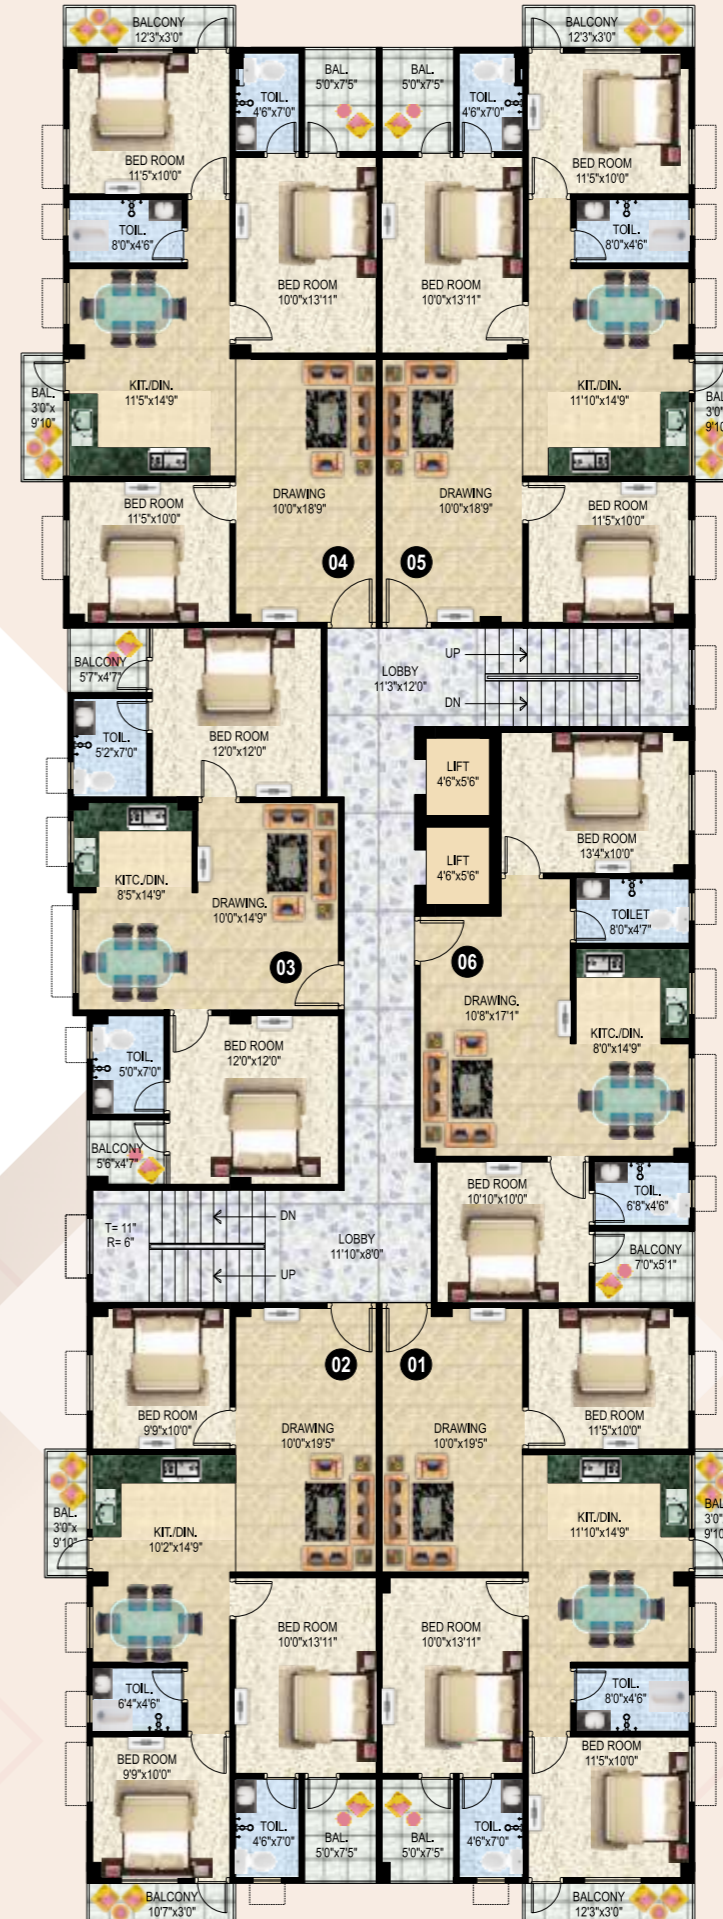 BALCONY
12'3"x3'0"
BALCONY
12'3"x3'0"
TOIL.
4'6"x7'0"
BAL.
5'0"x7'5"
BAL.
5'0"x7'5"
TOIL.
4'6"x7'0"
BED ROOM
11'5"x10'0"
BED ROOM
11'5"x10'0"
TOIL.
8'0"x4'6"
TOIL.
8'0"x4'6"
BED ROOM
10'0"x13'11"
BED ROOM
10'0"x13'11"
BAL.
3'0"x
9'10"
KIT./DIN.
11'5"x14'9"
KIT./DIN.
11'10"x14'9"
BAL
3'0"
9'10
BED ROOM
11'5"x10'0"
DRAWING
10'0"x18'9"
DRAWING
10'0"x18'9"
BED ROOM
11'5"x10'0"
04
05
BALCONY
5'7"x4'7"
LOBBY
11'3"x12'0"
UP
DN
TOIL.
5'2"x7'0"
BED ROOM
12'0"x12'0"
LIFT
4'6"x5'6"
BED ROOM
13'4"x10'0"
LIFT
4'6"x5'6"
KITC./DIN.
8'5"x14'9"
DRAWING.
10'0"x14'9"
TOILET
8'0"x4'7"
03
06
DRAWING.
10'8"x17'1"
KITC./DIN.
8'0"x14'9"
TOIL.
5'0"x7'0"
BED ROOM
12'0"x12'0"
BALCONY
5'6"x4'7"
BED ROOM
10'10"x10'0"
TOIL.
6'8"x4'6"
T= 11"
R= 6"
DN
UP
LOBBY
11'10"x8'0"
BALCONY
7'0"x5'1"
02
01
BED ROOM
9'9"x10'0"
DRAWING
10'0"x19'5"
DRAWING
10'0"x19'5"
BED ROOM
11'5"x10'0"
BAL.
3'0"x
9'10"
KIT./DIN.
10'2"x14'9"
KIT./DIN.
11'10"x14'9"
BAL
3'0"
9'10
BED ROOM
10'0"x13'11"
BED ROOM
10'0"x13'11"
TOIL.
6'4"x4'6"
TOIL.
8'0"x4'6"
BED ROOM
9'9"x10'0"
BED ROOM
11'5"x10'0"
TOIL.
4'6"x7'0"
BAL.
5'0"x7'5"
BAL.
5'0"x7'5"
TOIL.
4'6"x7'0"
BALCONY
10'7"x3'0"
BALCONY
12'3"x3'0"